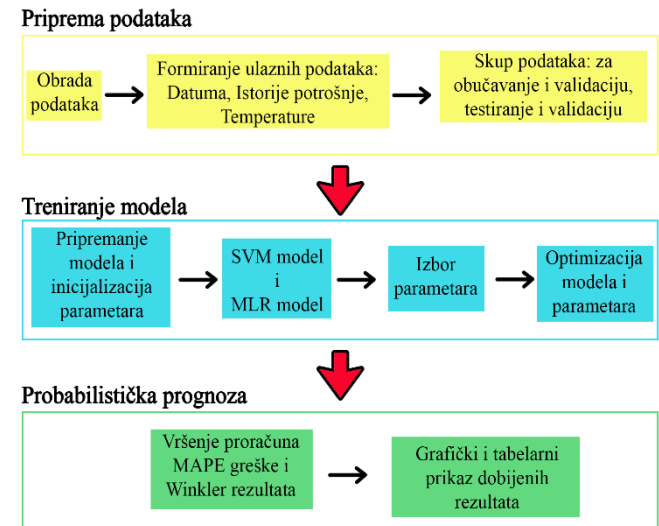 Priprema podataka
Obrada
podataka
Formiranje ulaznih podataka:
Datuma, Istorije potrošnje,
Temperature
Skup podataka: za
obučavanje i validaciju,
testiranje i validaciju
Treniranje modela
Pripremanje
modela i
inicijalizacija
parametara
SVM model
i
MLR model
Izbor
parametara
Optimizacija
modela i
parametara
Probabilistička prognoza
Vršenje proračuna
MAPE greške i
Winkler rezultata
Grafički i tabelarni
prikaz dobijenih
rezultata